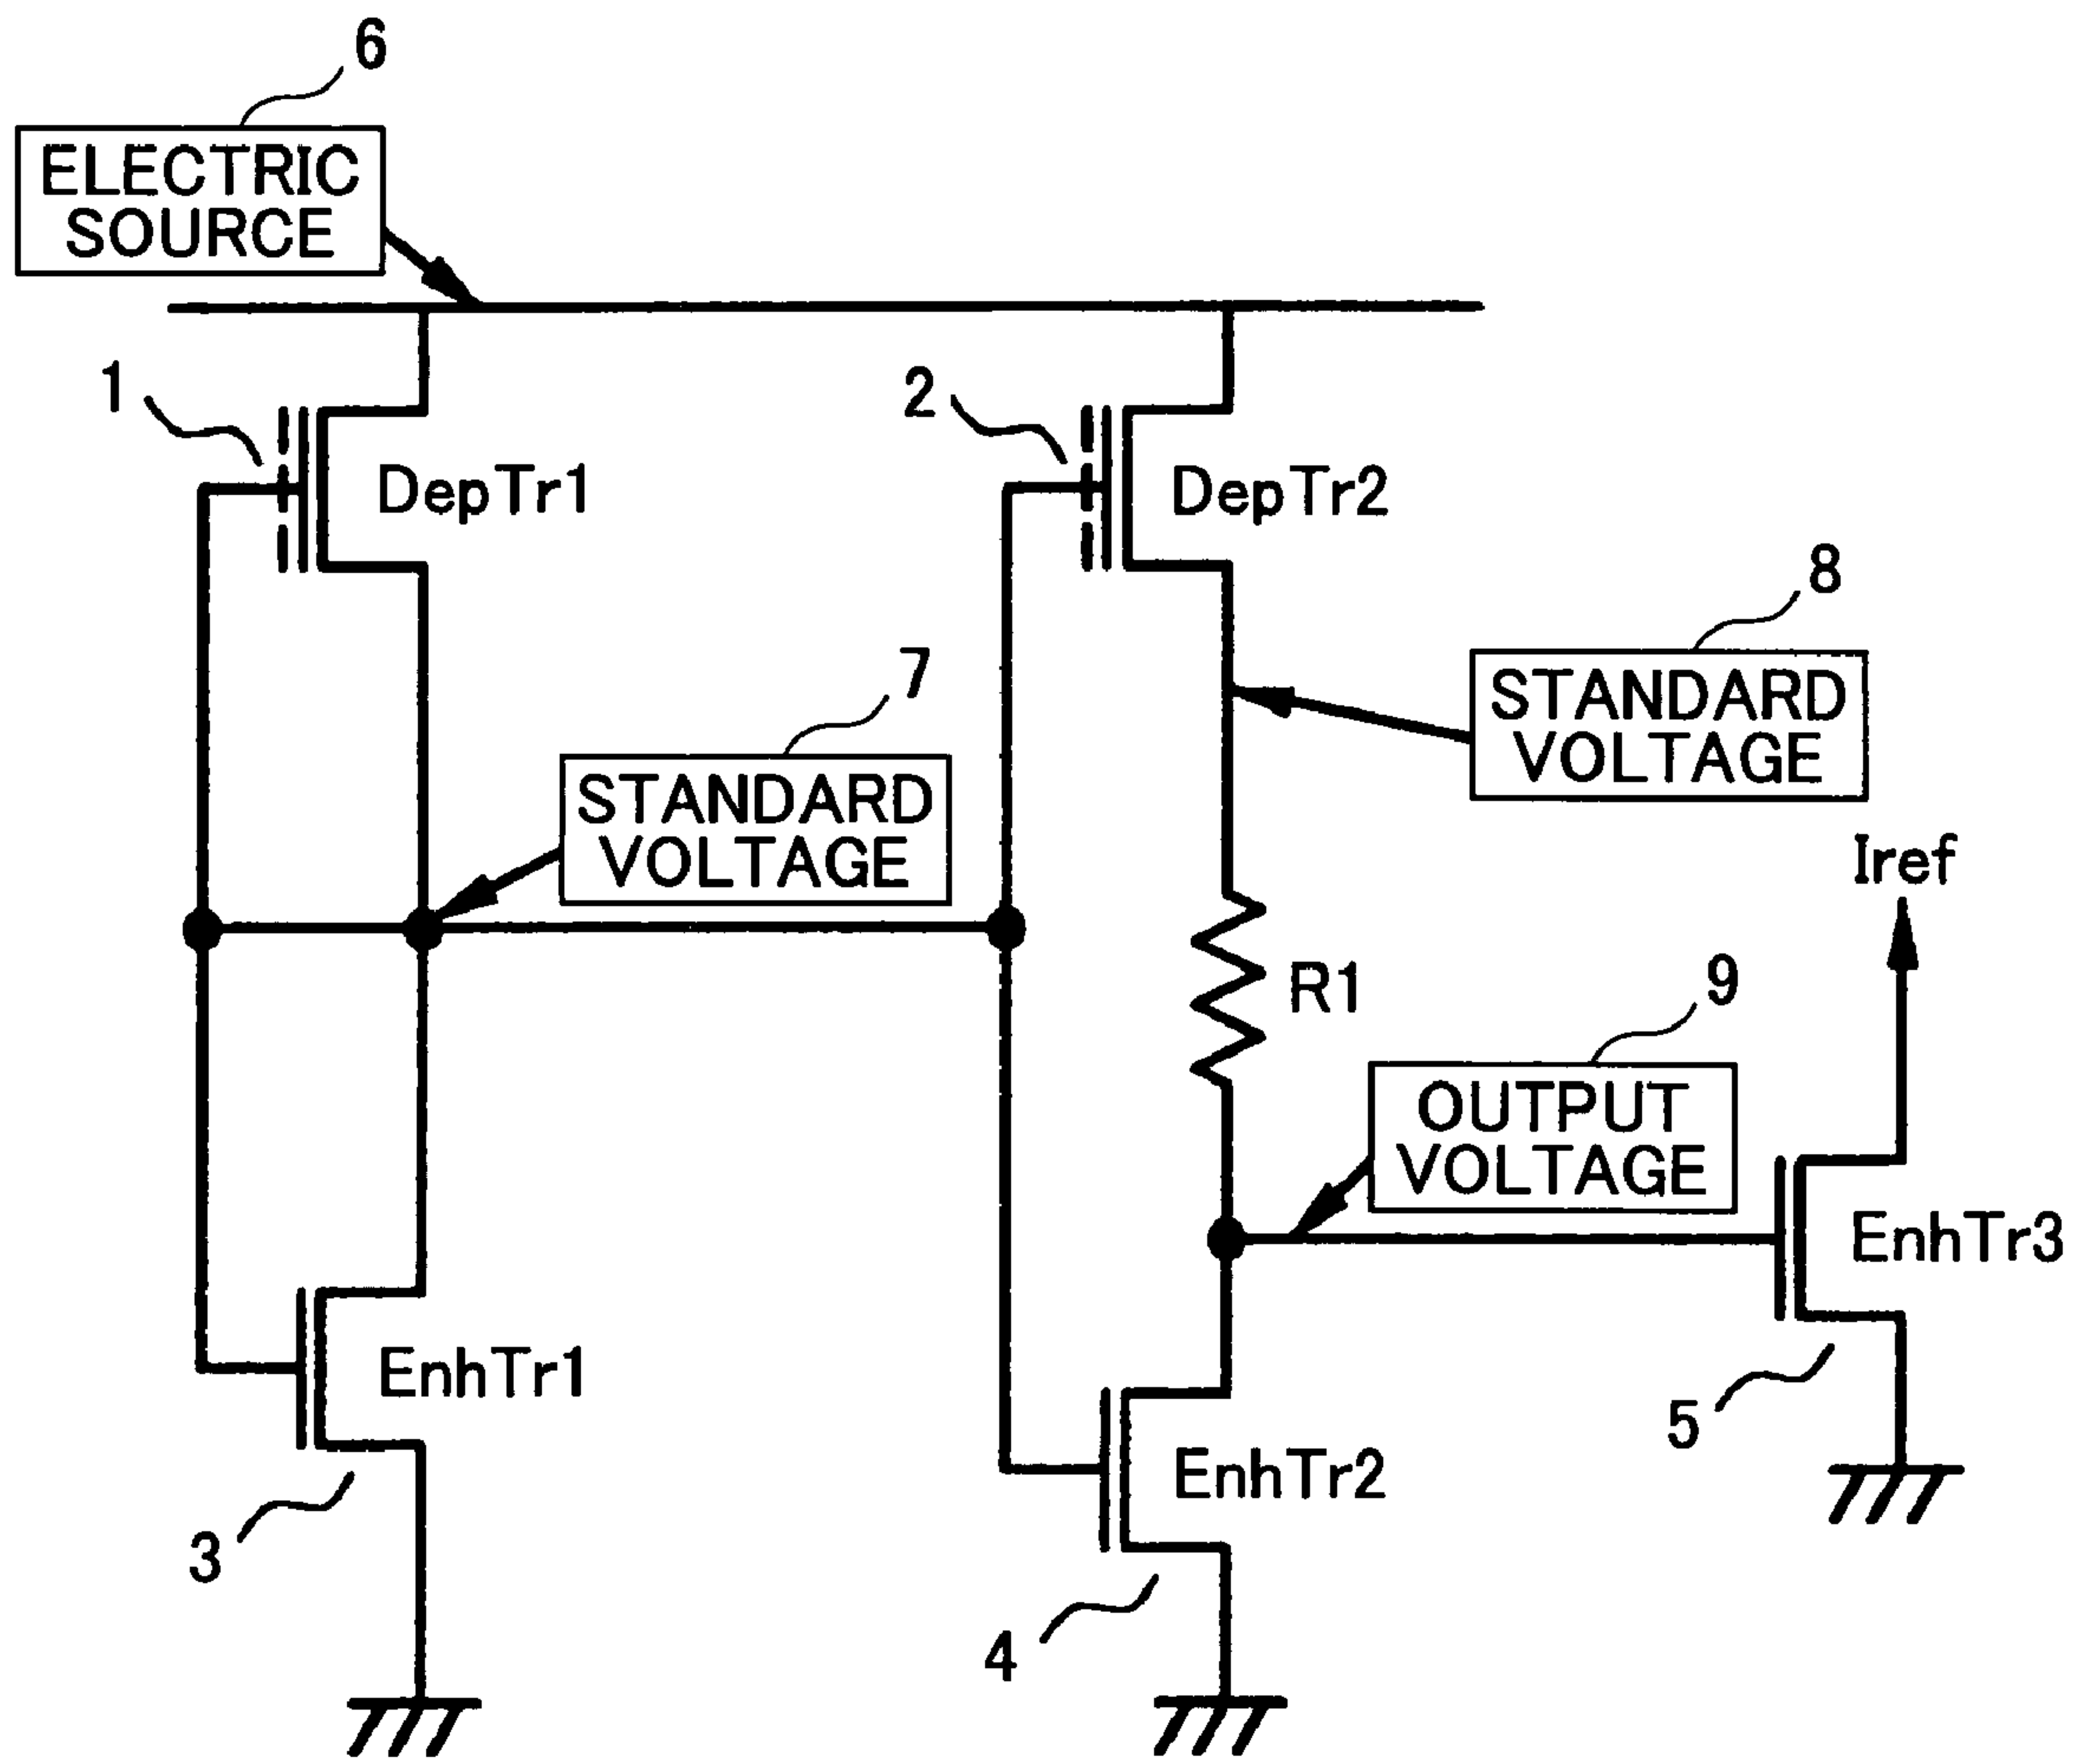 6
ELECTRIC
SOURCE
1
DepTr1
2
DepTr2
8
STANDARD
VOLTAGE
7
STANDARD
VOLTAGE
Iref
R1
9
OUTPUT
VOLTAGE
EnhTr3
5
EnhTr1
3
EnhTr2
4